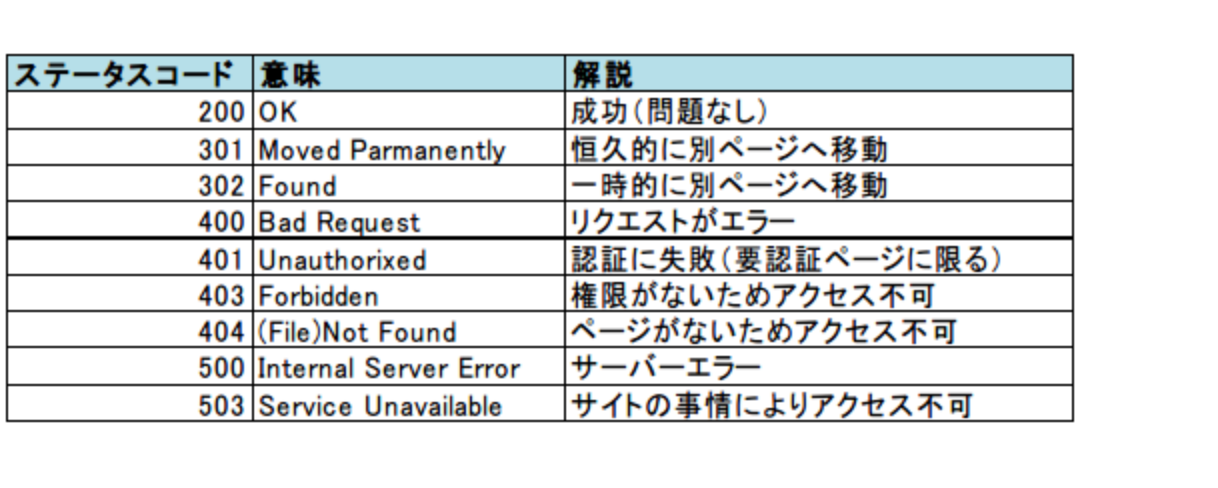 ステータスコード 意味 解説
200 OK 成功(問題なし)
301 Moved Parmanently 恒久的に別ページへ移動
302 Found 一時的に別ページへ移動
400 Bad Request リクエストがエラー
401 Unauthorixed 認証に失敗(要認証ページに限る)
403 Forbidden 権限がないためアクセス不可
404 (File)Not Found ページがないためアクセス不可
500 Internal Server Error サーバーエラー
503 Service Unavailable サイトの事情によりアクセス不可